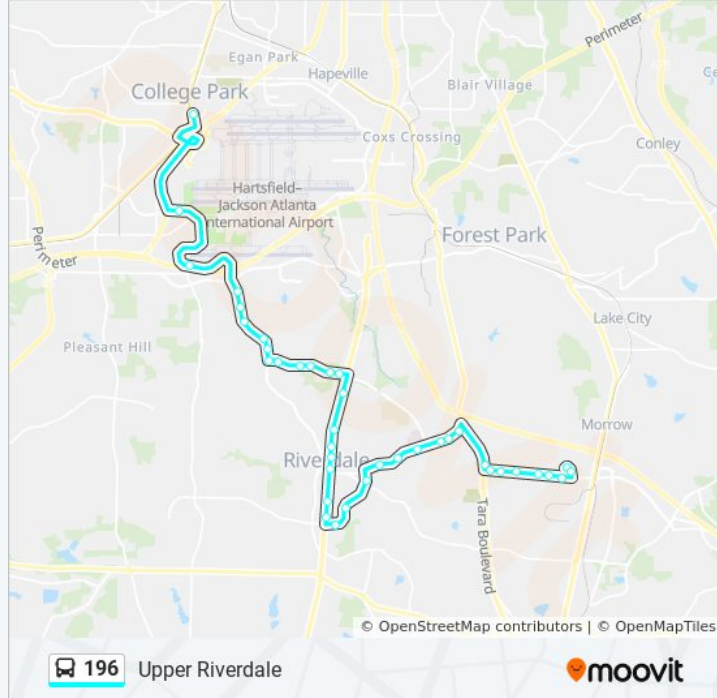 Perimeter
Egan Park
Hapeville
College Park
Blair Village
Coxs Crossing
Conley
Hartsfield–
Jackson Atlanta
International Airport
Forest Park
Perimeter
Lake City
Pleasant Hill
Morrow
Riverdale
Tara Boulevard
© OpenStreetMap contributors | © OpenMapTiles
196 Upper Riverdale
moovit